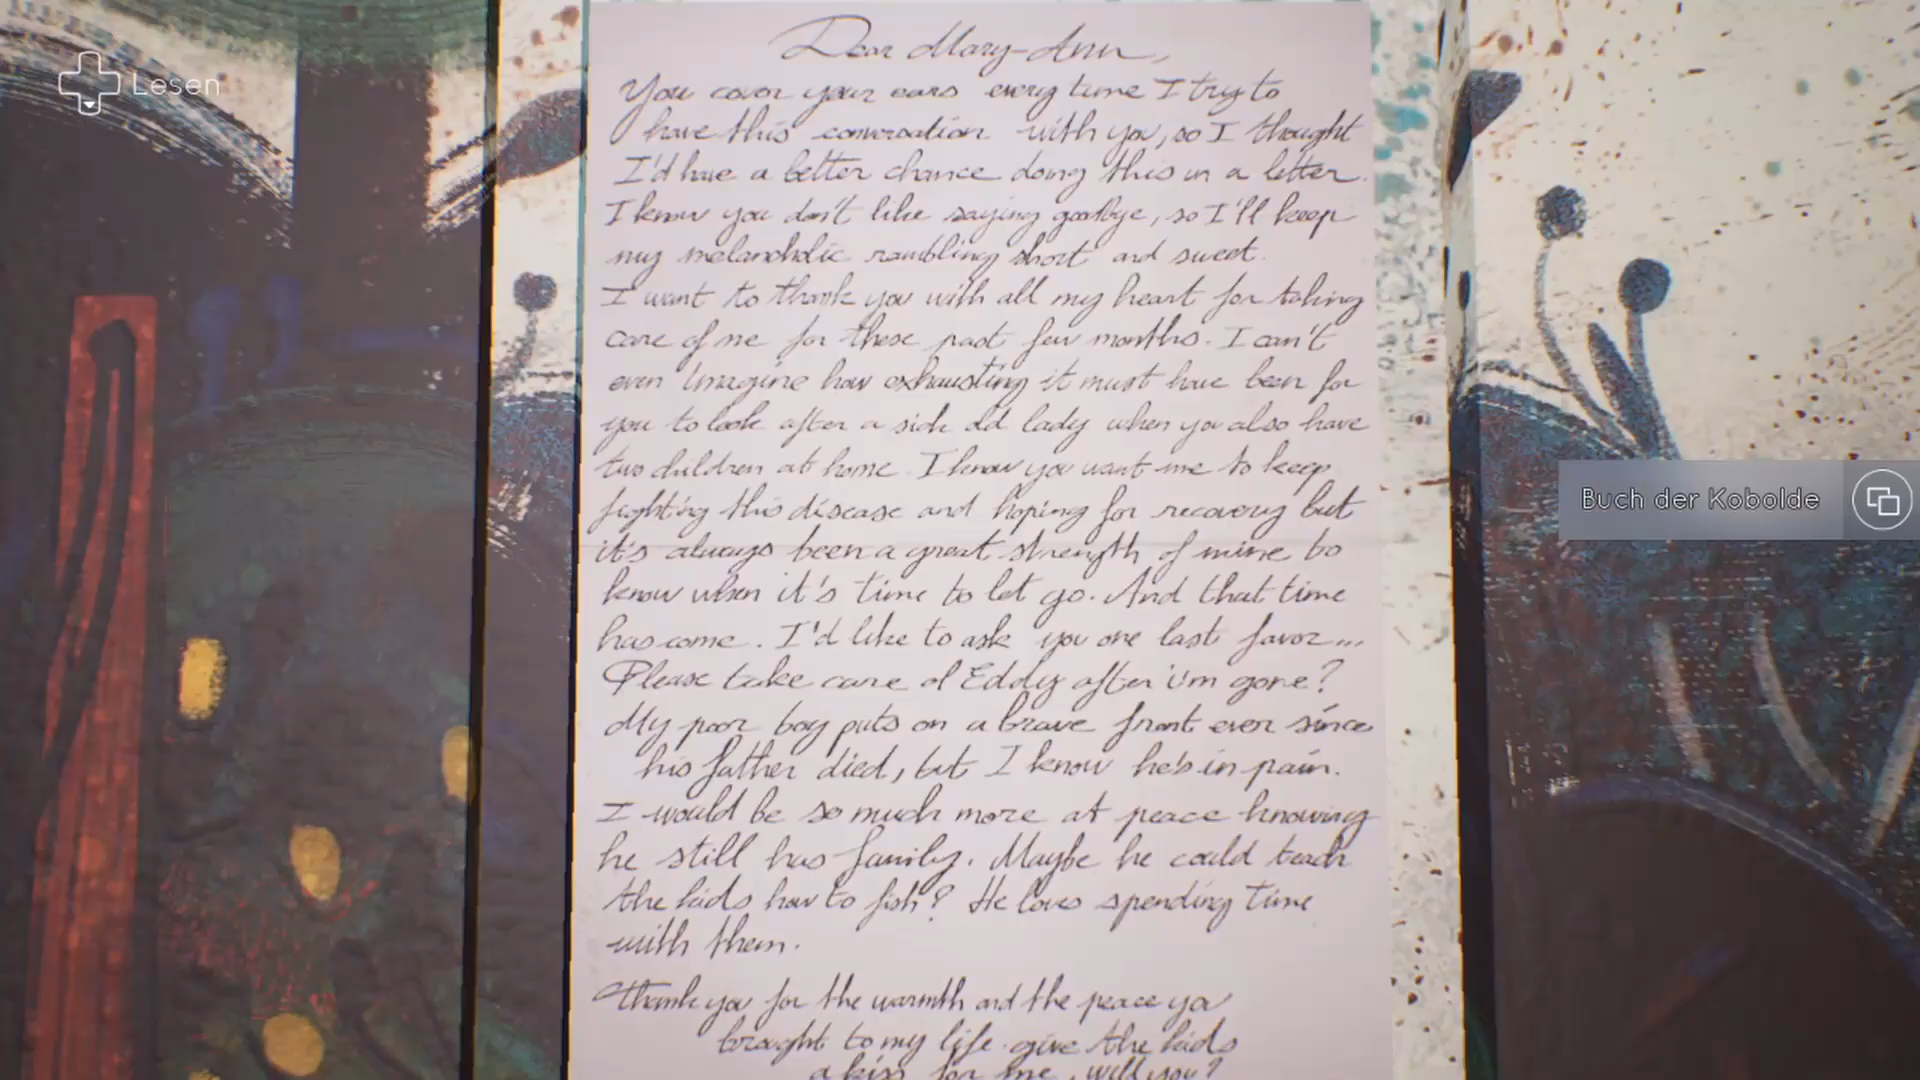 Lesen
Dear Mary-Ann,
You cover your ears every time I try to
have this conversation with you, so I thought
I'd have a better chance doing this in a letter.
I know you don't like saying goodbye, so I'll keep
my melancholic rambling short and sweet.
I want to thank you with all my heart for taking
care of me for these past few months. I can't
even imagine how exhausting it must have been for
you to look after a sick old lady when you also have
two children at home. I know you want me to keep
fighting this disease and hoping for recovery but
it's always been a great strength of mine to
know when it's time to let go. And that time
has come. I'd like to ask you one last favor...
Please take care of Eddy after i'm gone?
My poor boy puts on a brave front ever since
his father died, but I know he's in pain.
I would be so much more at peace knowing
he still has family. Maybe he could teach
the kids how to fish? He loves spending time
with them.
Thank you for the warmth and the peace you
brought to my life. give the kids
a kiss for me, will you?
Buch der Kobolde